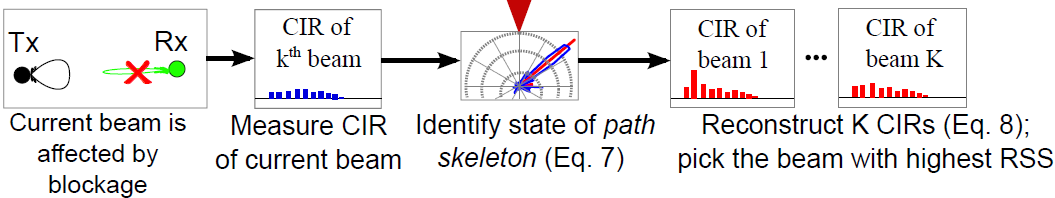 Tx
Rx
Current beam is
affected by
blockage
CIR of
kth beam
Measure CIR
of current beam
Identify state of path
skeleton (Eq. 7)
CIR of
beam 1
•••
CIR of
beam K
Reconstruct K CIRs (Eq. 8);
pick the beam with highest RSS